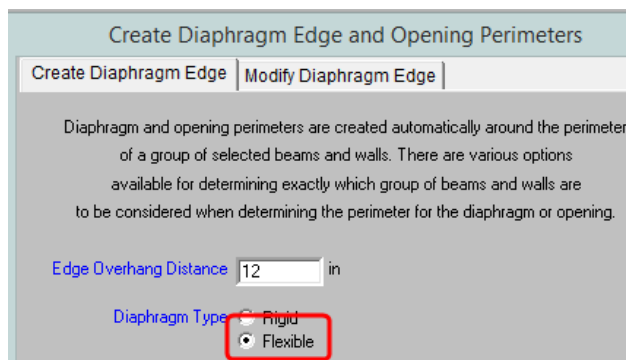 Create Diaphragm Edge and Opening Perimeters
Create Diaphragm Edge Modify Diaphragm Edge
Diaphragm and opening perimeters are created automatically around the perimeter
of a group of selected beams and walls. There are various options
available for determining exactly which group of beams and walls are
to be considered when determining the perimeter for the diaphragm or opening.
Edge Overhang Distance 12 in
Diaphragm Type Rigid
Flexible